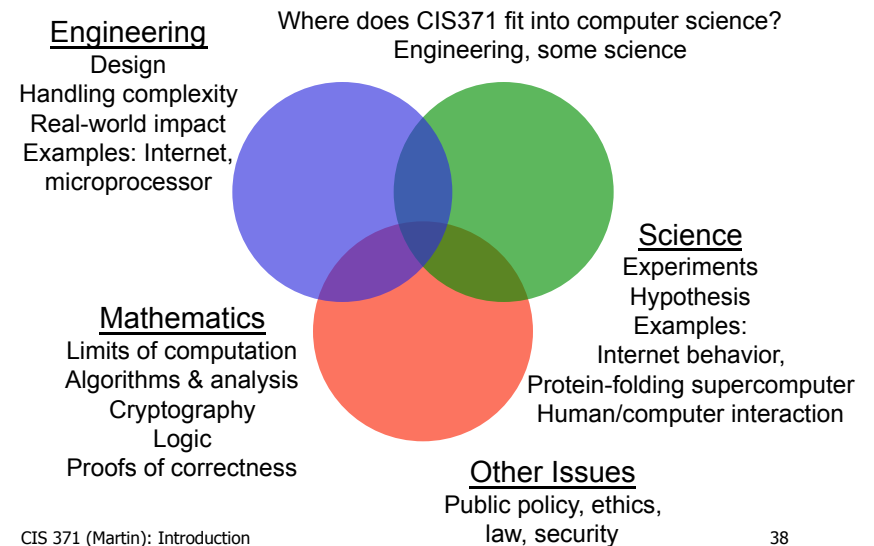 Where does CIS371 fit into computer science?
Engineering, some science
Engineering
Design
Handling complexity
Real-world impact
Examples: Internet,
microprocessor
Science
Experiments
Hypothesis
Examples:
Internet behavior,
Protein-folding supercomputer
Human/computer interaction
Mathematics
Limits of computation
Algorithms & analysis
Cryptography
Logic
Proofs of correctness
Other Issues
Public policy, ethics,
law, security
CIS 371 (Martin): Introduction
38